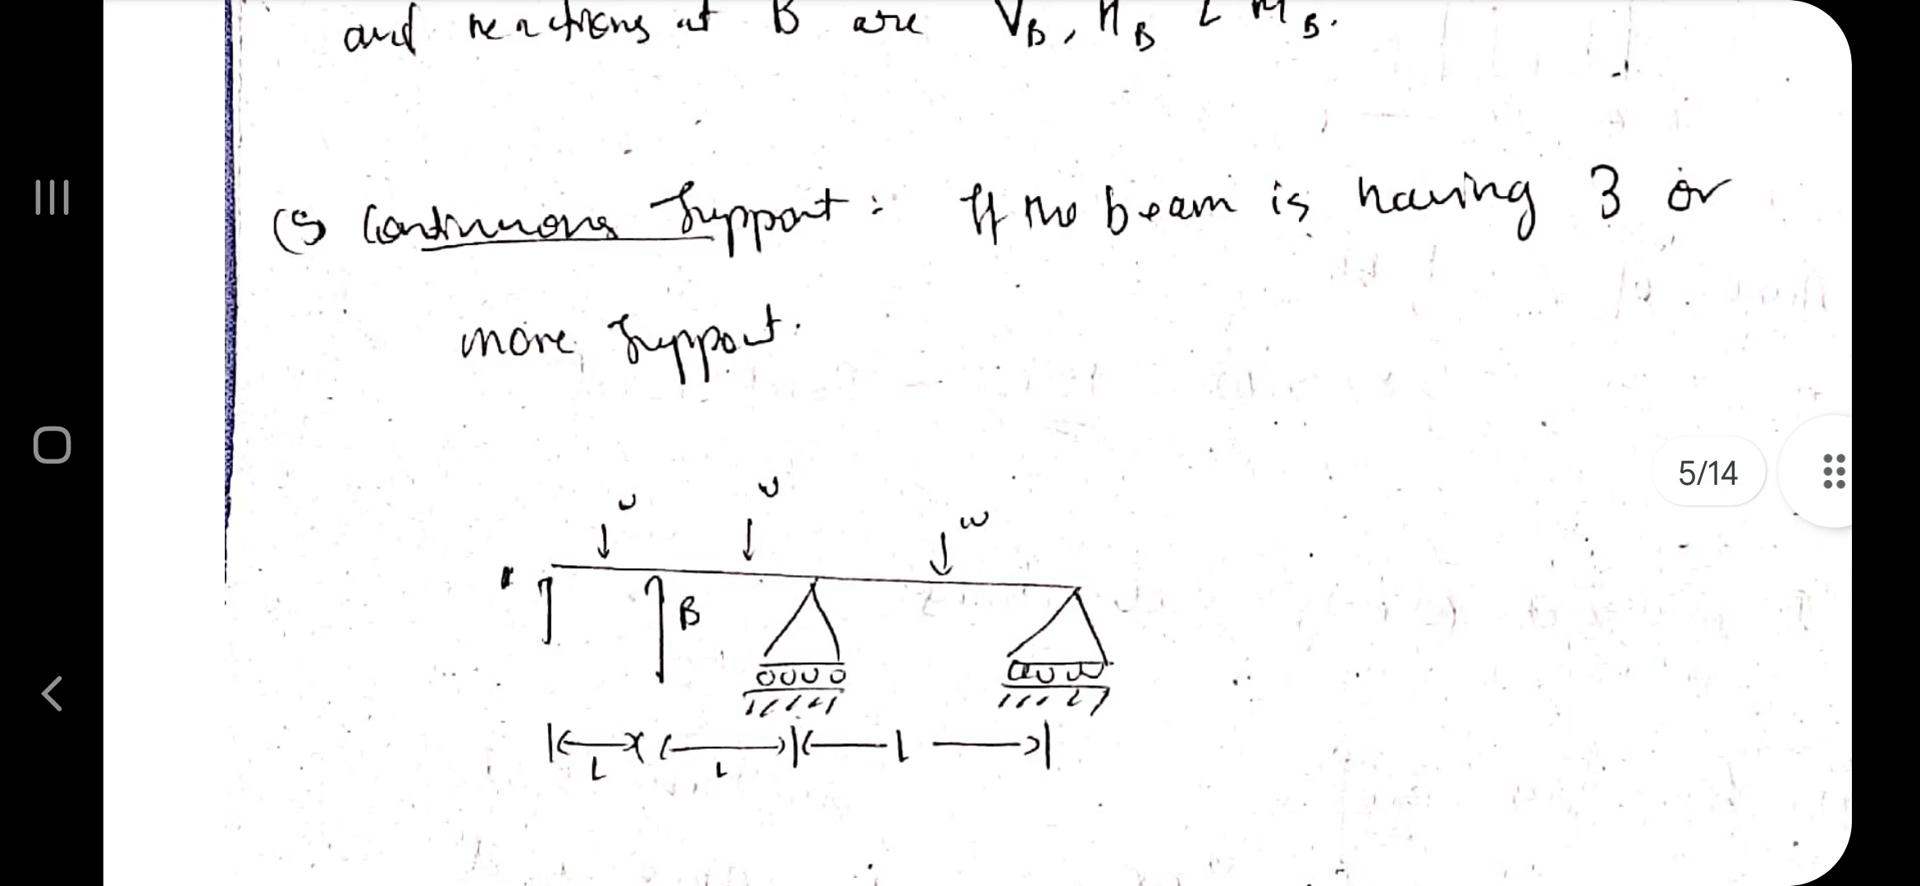 and reactions at B are V_B, H_B & M_B.
(5 Continuous Support: If the beam is having 3 or
more Support.
w w w
B
L L L
5/14